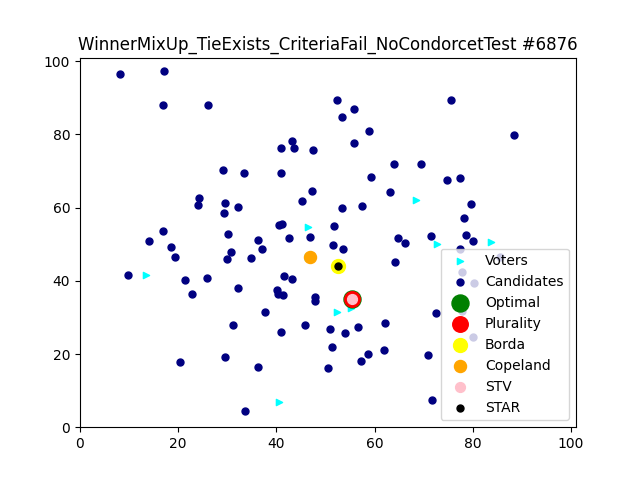 WinnerMixUp_TieExists_CriteriaFail_NoCondorcetTest #6876
100
80
60
40
20
0
0 20 40 60 80 100
Voters
Candidates
Optimal
Plurality
Borda
Copeland
STV
STAR